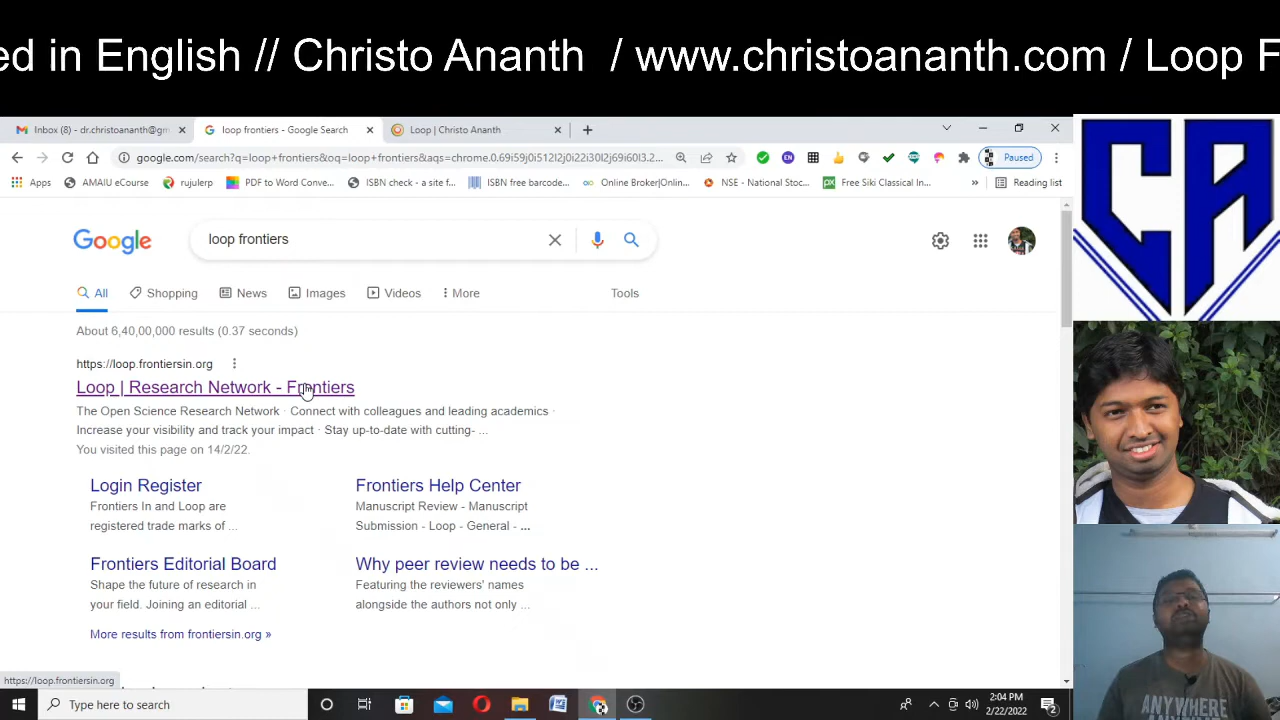 ed in English // Christo Ananth / www.christoananth.com / Loop F
Inbox (8) - dr.christoananth@gm
loop frontiers - Google Search
Loop | Christo Ananth
google.com/search?q=loop+frontiers&oq=loop+frontiers&aqs=chrome.0.69i59j0i512l2j0i22i30l2j69i60l3.2...
Paused
Apps
AMAIU eCourse
rujulerp
PDF to Word Conve...
ISBN check - a site f...
ISBN free barcode...
Online Broker|Onlin...
NSE - National Stoc...
Free Siki Classical In...
»
Reading list
CA
Google
loop frontiers
All
Shopping
News
Images
Videos
More
Tools
About 6,40,00,000 results (0.37 seconds)
https://loop.frontiersin.org
Loop | Research Network - Frontiers
The Open Science Research Network · Connect with colleagues and leading academics ·
Increase your visibility and track your impact · Stay up-to-date with cutting- ...
You visited this page on 14/2/22.
Login Register
Frontiers In and Loop are
registered trade marks of ...
Frontiers Help Center
Manuscript Review - Manuscript
Submission - Loop - General - ...
Frontiers Editorial Board
Shape the future of research in
your field. Joining an editorial ...
Why peer review needs to be ...
Featuring the reviewers' names
alongside the authors not only ...
More results from frontiersin.org »
https://loop.frontiersin.org
Type here to search
2:04 PM
2/22/2022
2
ANYWHERE